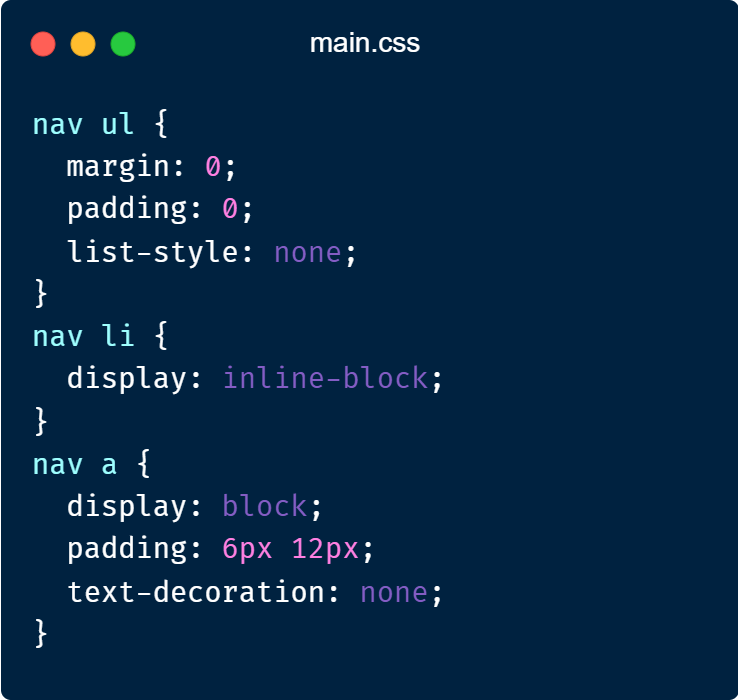 main.css
nav ul {
  margin: 0;
  padding: 0;
  list-style: none;
}
nav li {
  display: inline-block;
}
nav a {
  display: block;
  padding: 6px 12px;
  text-decoration: none;
}